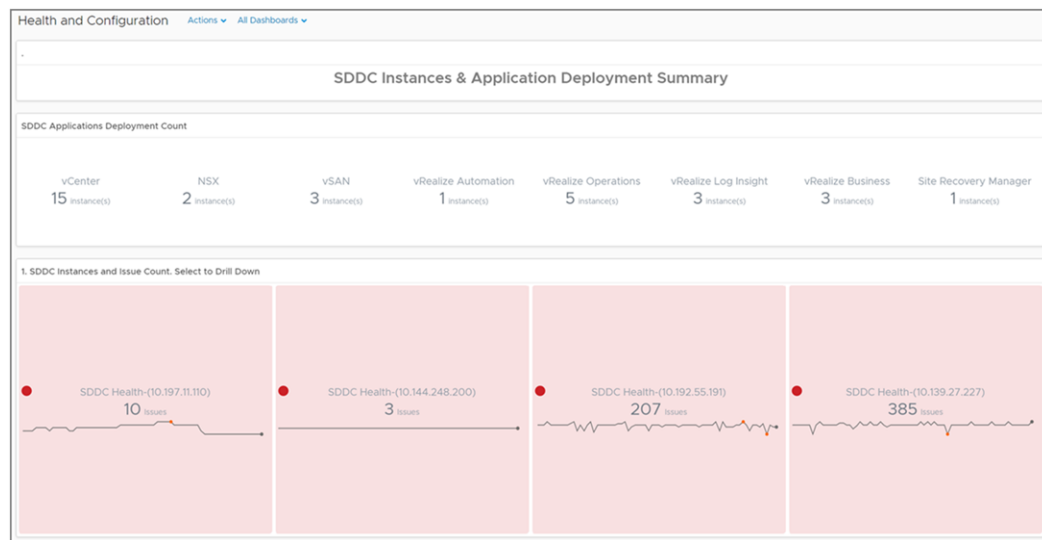 Health and Configuration Actions All Dashboards
SDDC Instances & Application Deployment Summary
SDDC Applications Deployment Count
vCenter NSX vSAN vRealize Automation vRealize Operations vRealize Log Insight vRealize Business Site Recovery Manager
15 Instance(s) 2 Instance(s) 3 Instance(s) 1 Instance(s) 5 Instance(s) 3 Instance(s) 3 Instance(s) 1 Instance(s)
1. SDDC Instances and Issue Count. Select to Drill Down
SDDC Health-(10.197.11.110) SDDC Health-(10.144.248.200) SDDC Health-(10.192.55.191) SDDC Health-(10.139.27.227)
10 Issues 3 Issues 207 Issues 385 Issues